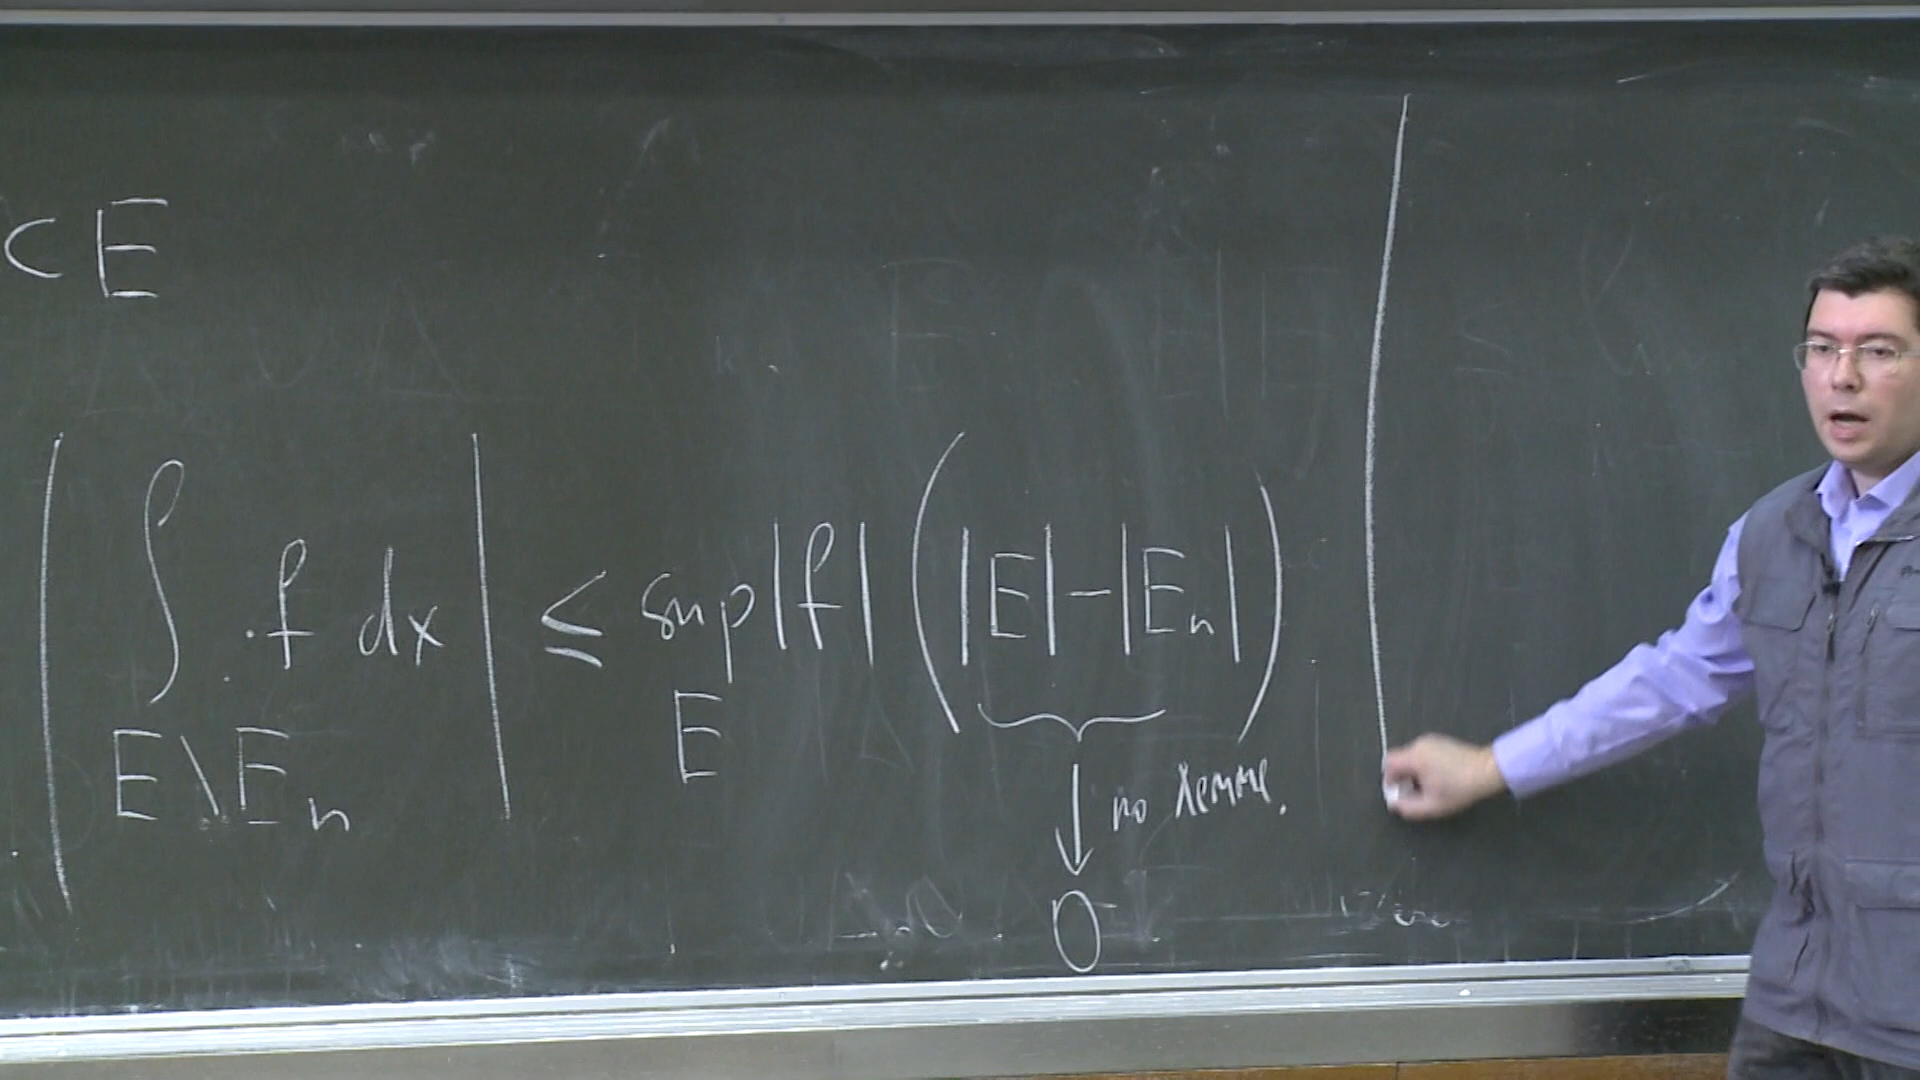 ⊂ E
| ∫ f dx | ≤ sup |f| ( |E| − |Eₙ| )
E \ Eₙ E
↓ по лемме.
0